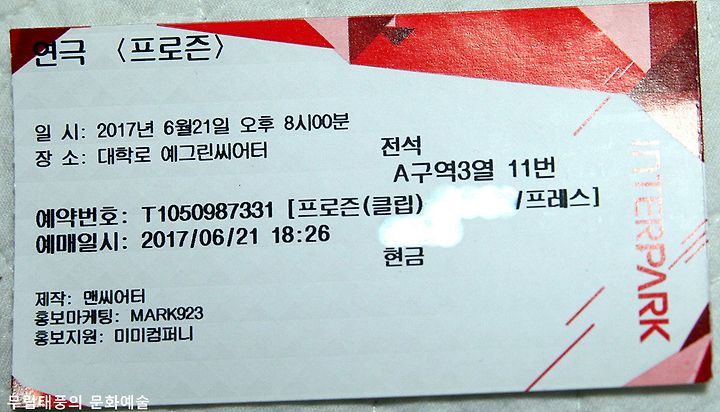 연극 <프로즌>
일 시: 2017년 6월21일 오후 8시00분
장 소: 대학로 예그린씨어터
전석
A구역3열 11번
예약번호: T1050987331 [프로즌(클립) /프레스]
예매일시: 2017/06/21 18:26
현금
제작: 맨씨어터
홍보마케팅: MARK923
홍보지원: 미미컴퍼니
INTERPARK
무림태풍의 문화예술